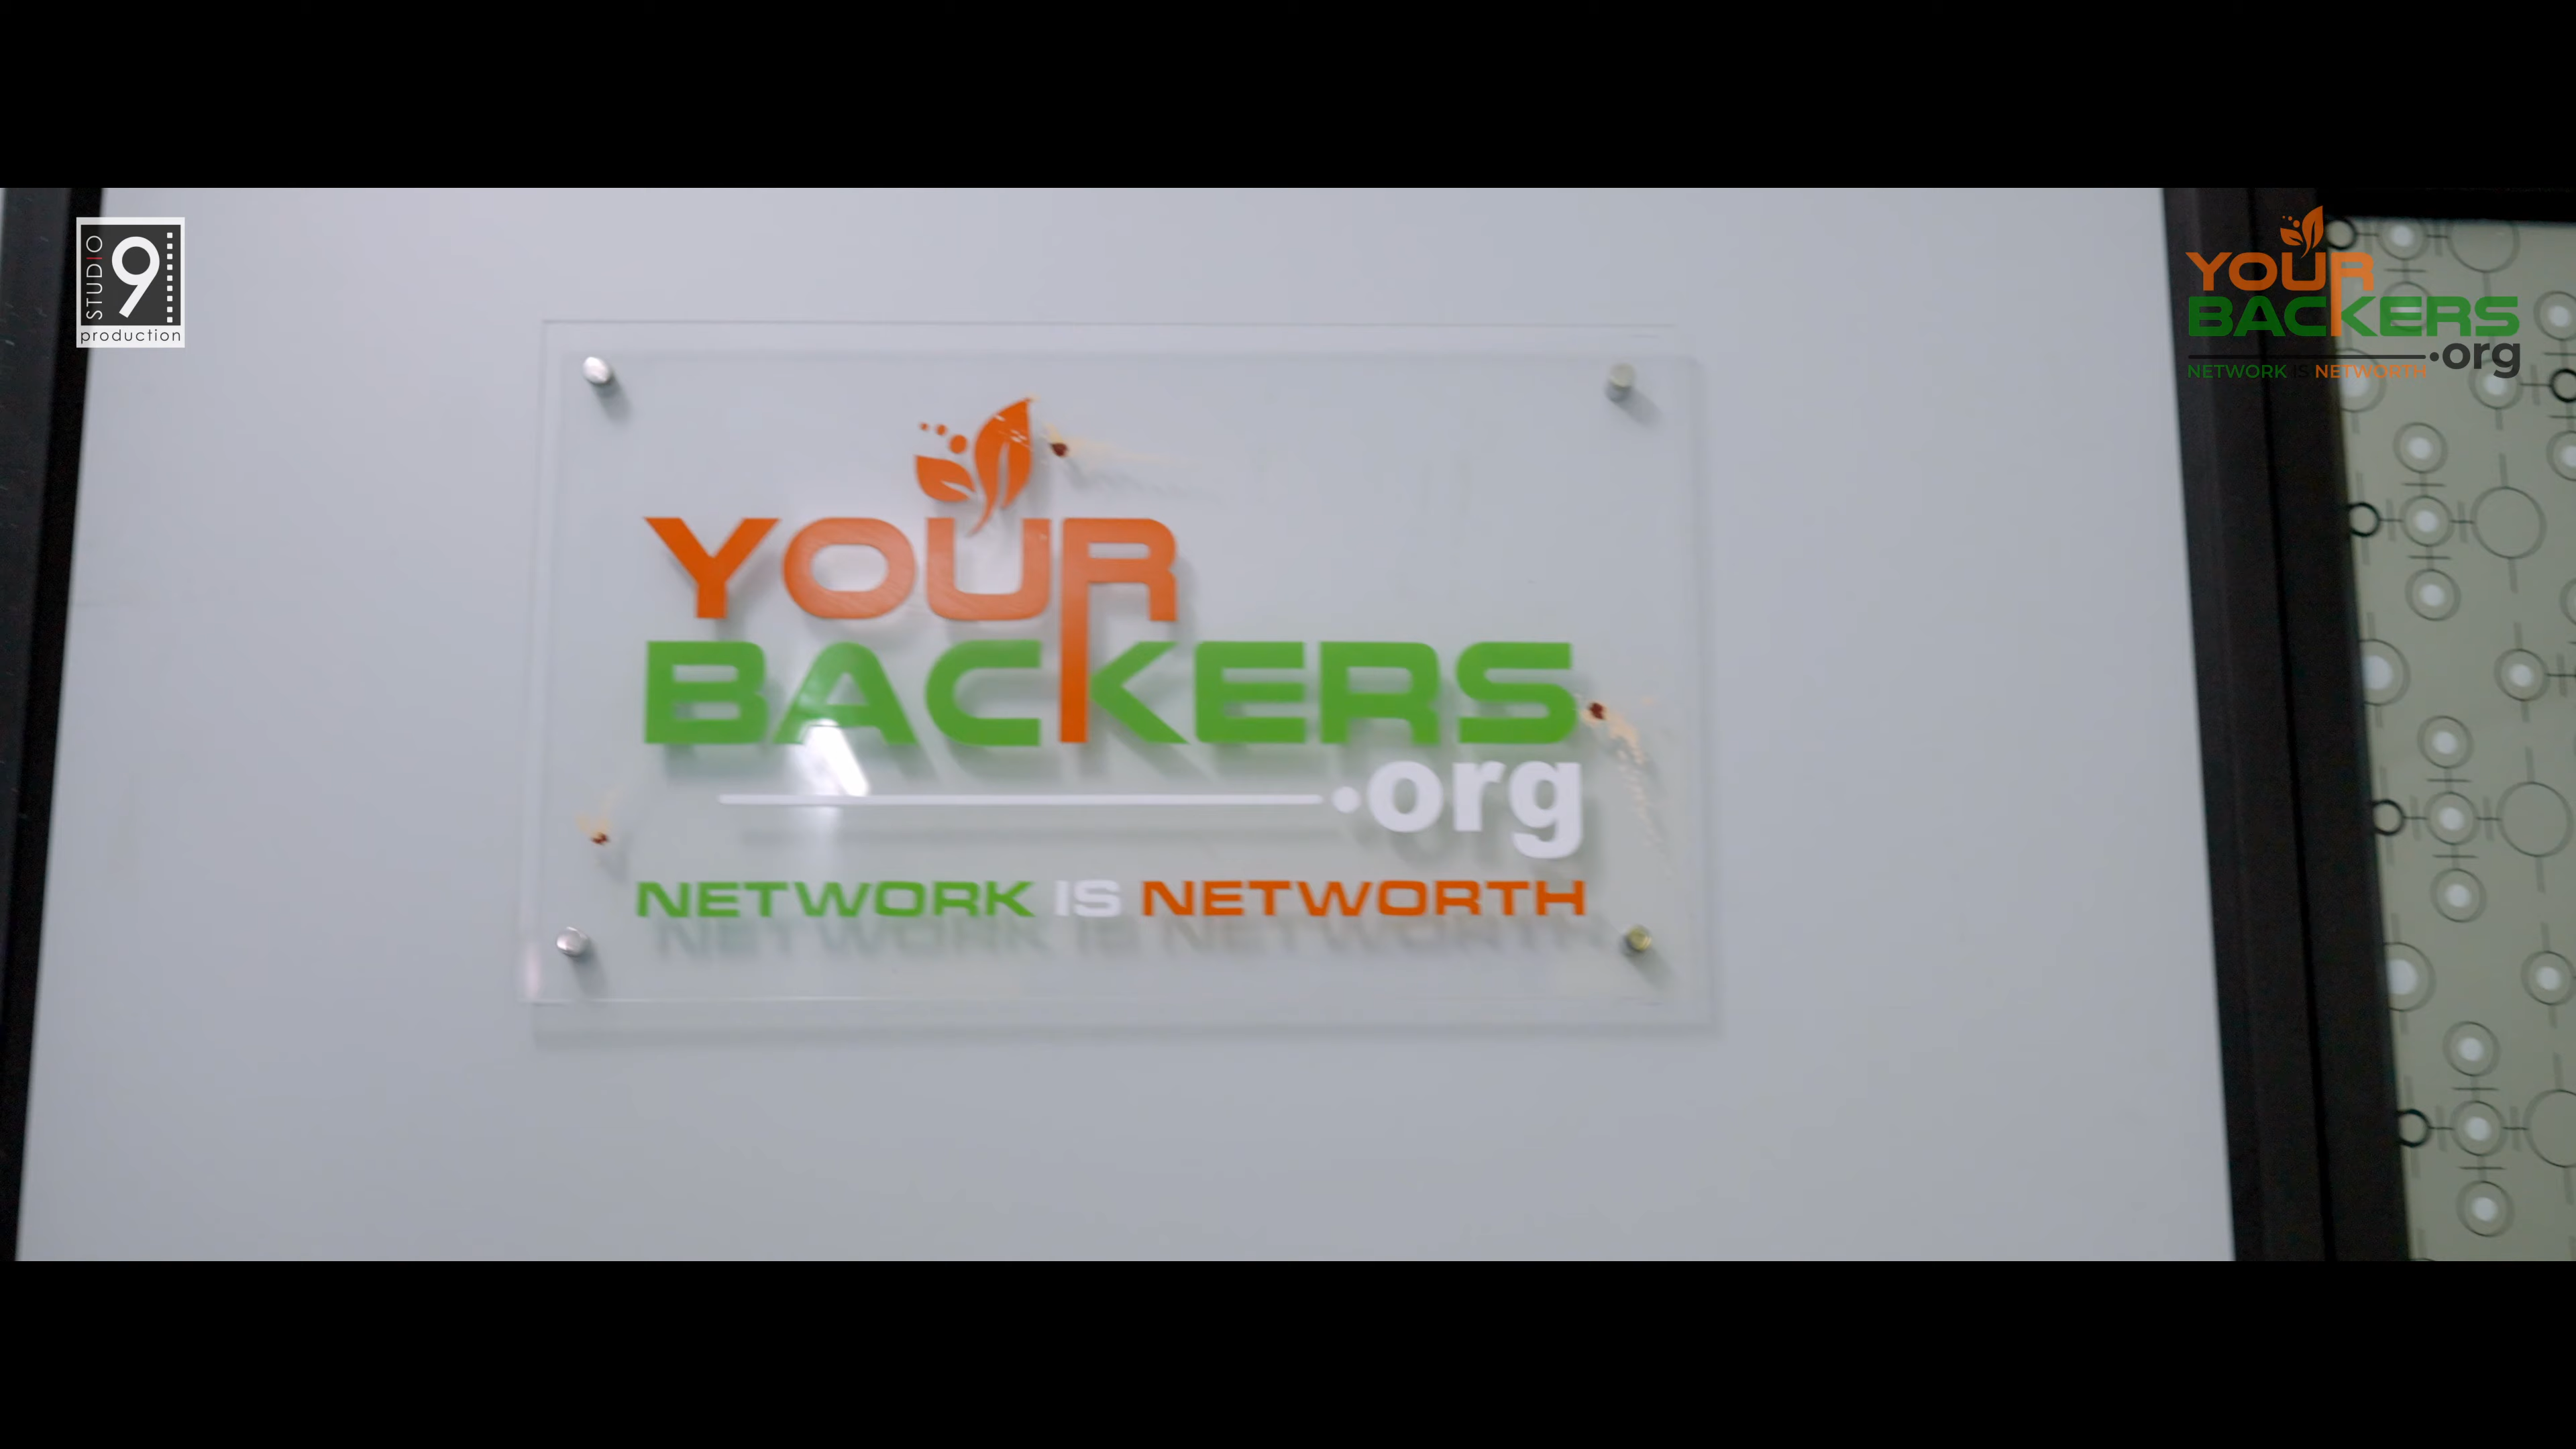 STUDIO
9
production
YOUR
BACKERS
.org
NETWORK IS NETWORTH
YOUR
BACKERS
.org
NETWORK IS NETWORTH